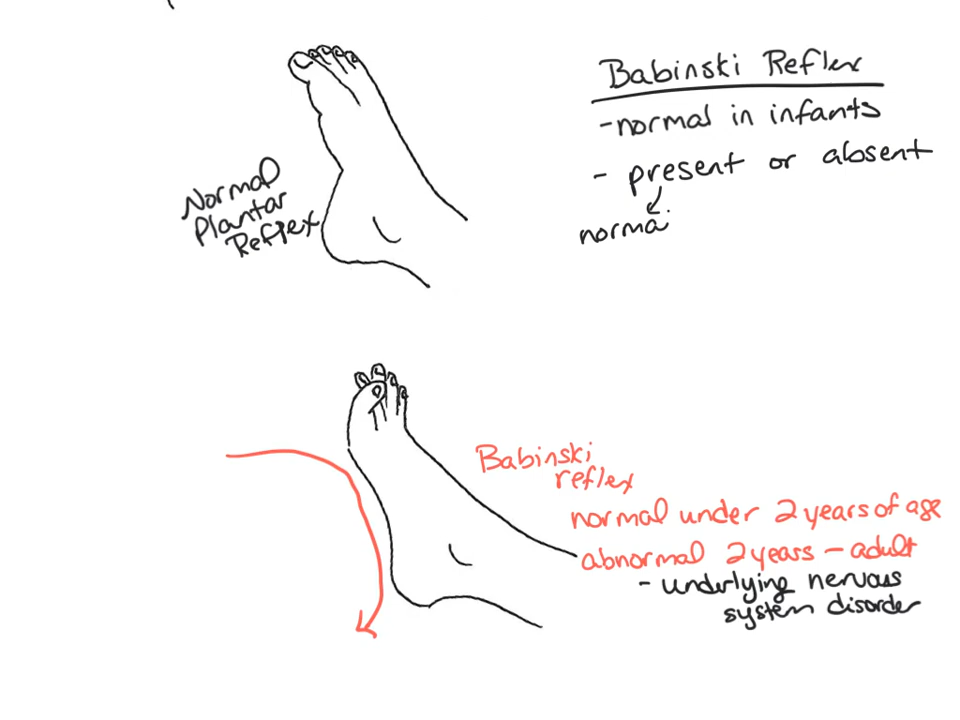 Babinski Reflex
-normal in infants
- present or absent
norma
Normal
Plantar
Reflex
Babinski
reflex
normal under 2 years of age
abnormal 2 years - adult
- underlying nervous
system disorder